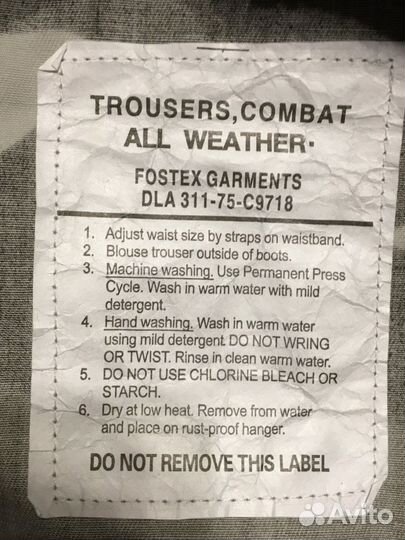 TROUSERS,COMBAT
ALL WEATHER·
FOSTEX GARMENTS
DLA 311-75-C9718
1. Adjust waist size by straps on waistband.
2. Blouse trouser outside of boots.
3. Machine washing. Use Permanent Press
Cycle. Wash in warm water with mild
detergent.
4. Hand washing. Wash in warm water
using mild detergent. DO NOT WRING
OR TWIST. Rinse in clean warm water.
5. DO NOT USE CHLORINE BLEACH OR
STARCH.
6. Dry at low heat. Remove from water
and place on rust-proof hanger.
DO NOT REMOVE THIS LABEL
Avito